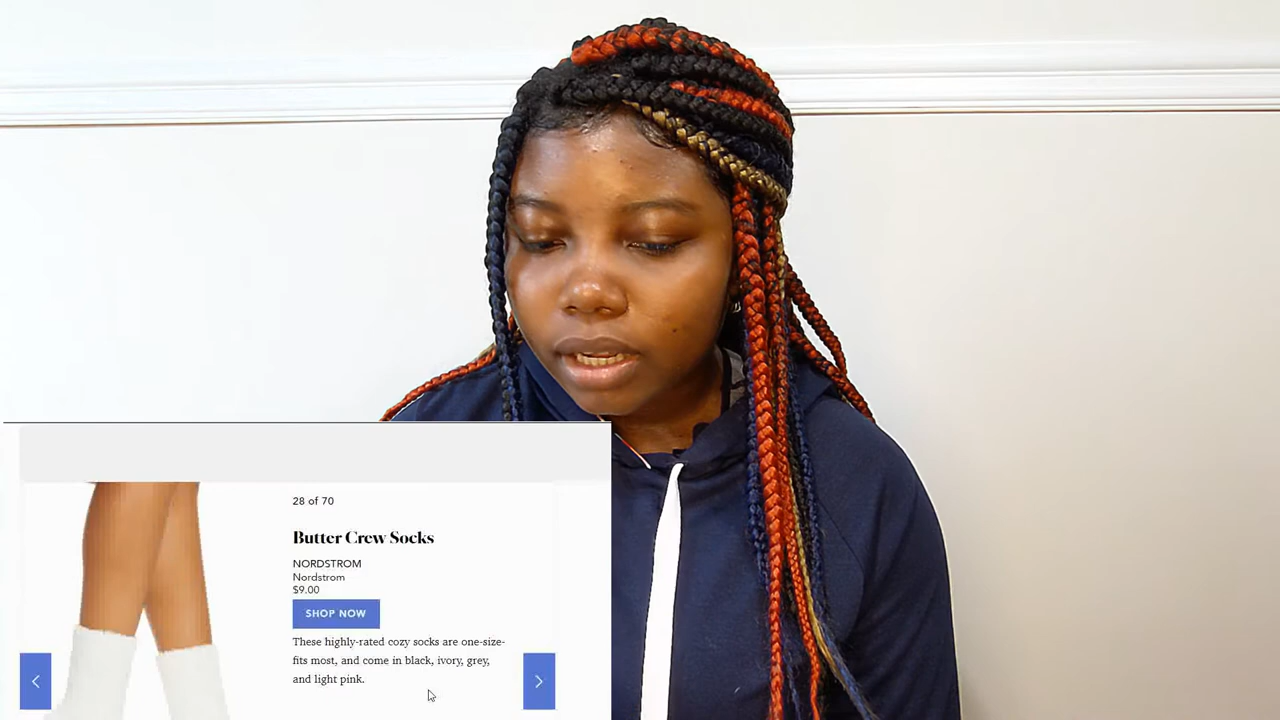 28 of 70
Butter Crew Socks
NORDSTROM
Nordstrom
$9.00
SHOP NOW
These highly-rated cozy socks are one-size-
fits most, and come in black, ivory, grey,
and light pink.